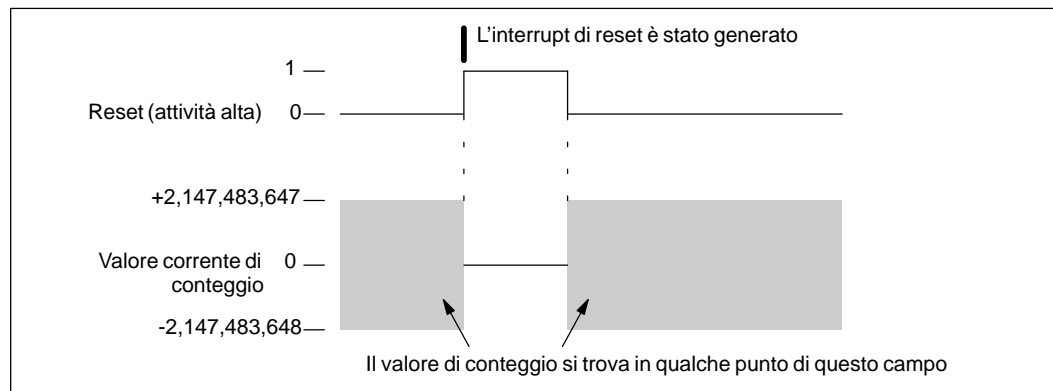 L'interrupt di reset è stato generato
1
Reset (attività alta) 0
+2,147,483,647
Valore corrente di 0
conteggio
-2,147,483,648
Il valore di conteggio si trova in qualche punto di questo campo